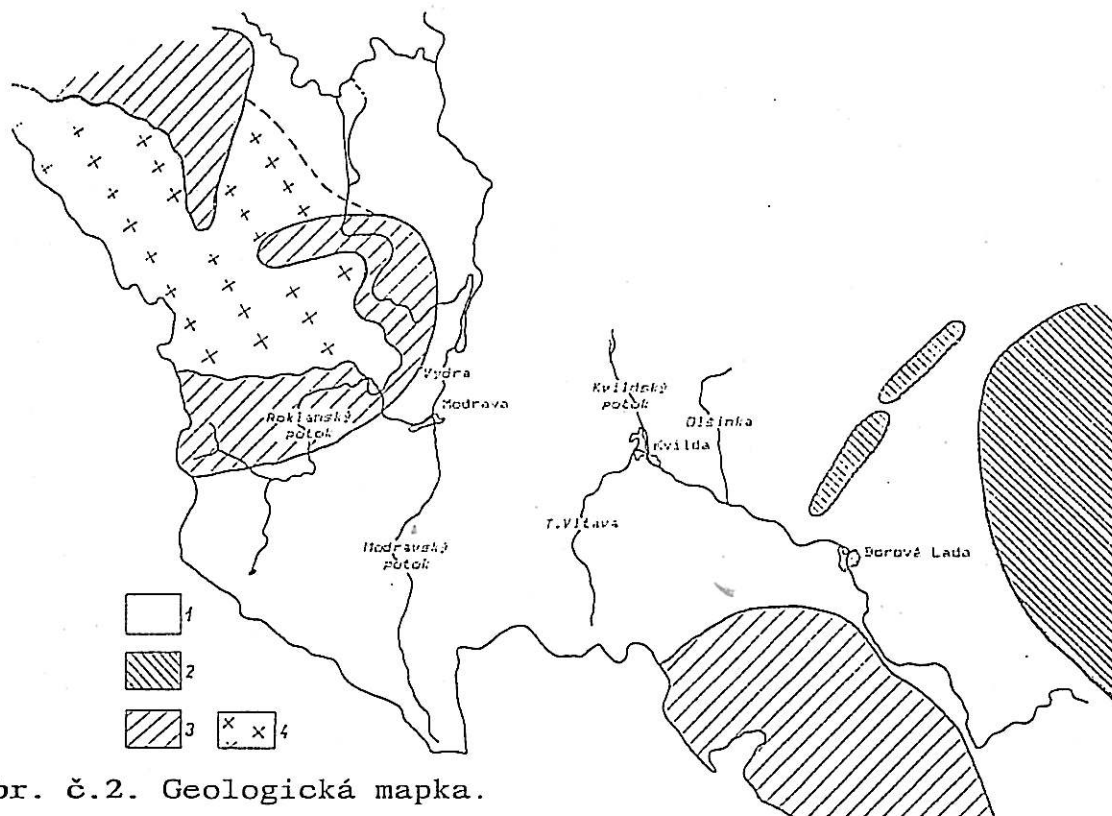 Vydra
Modrava
Roklanský
potok
Kvildský
potok
Olšinka
Kvilda
T.Vltava
Modravský
potok
Borová Lada
1
2
3
4
br. č.2. Geologická mapka.